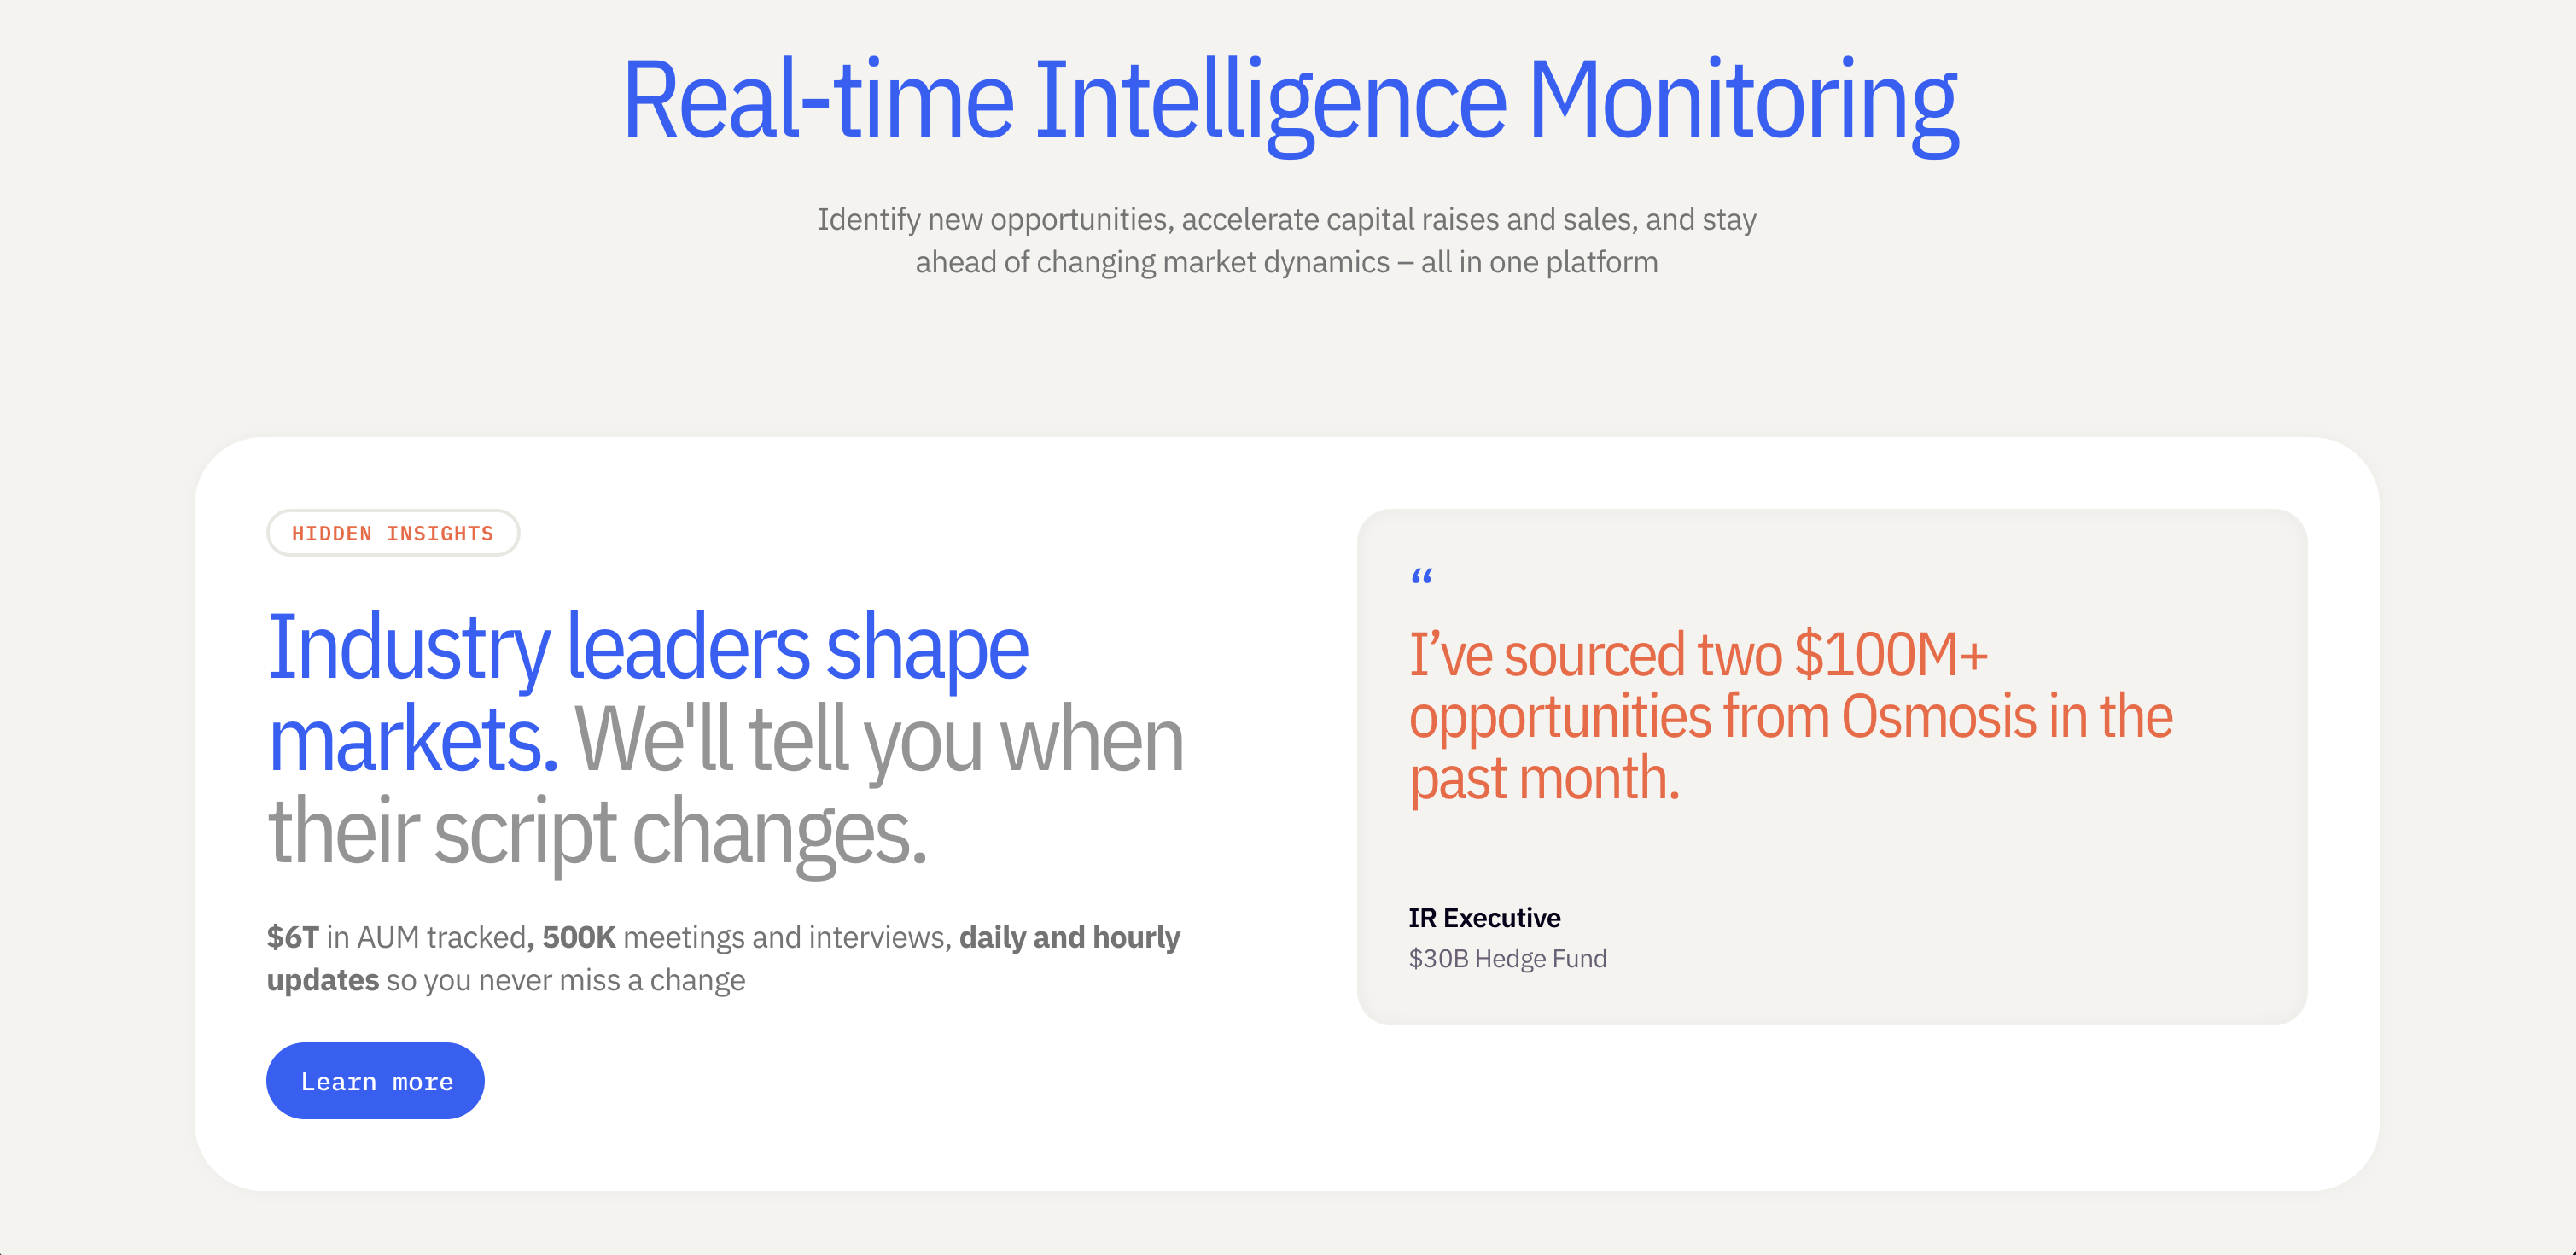 Real-time Intelligence Monitoring
Identify new opportunities, accelerate capital raises and sales, and stay
ahead of changing market dynamics – all in one platform
HIDDEN INSIGHTS
Industry leaders shape
markets. We'll tell you when
their script changes.
$6T in AUM tracked, 500K meetings and interviews, daily and hourly
updates so you never miss a change
Learn more
“
I’ve sourced two $100M+
opportunities from Osmosis in the
past month.
IR Executive
$30B Hedge Fund